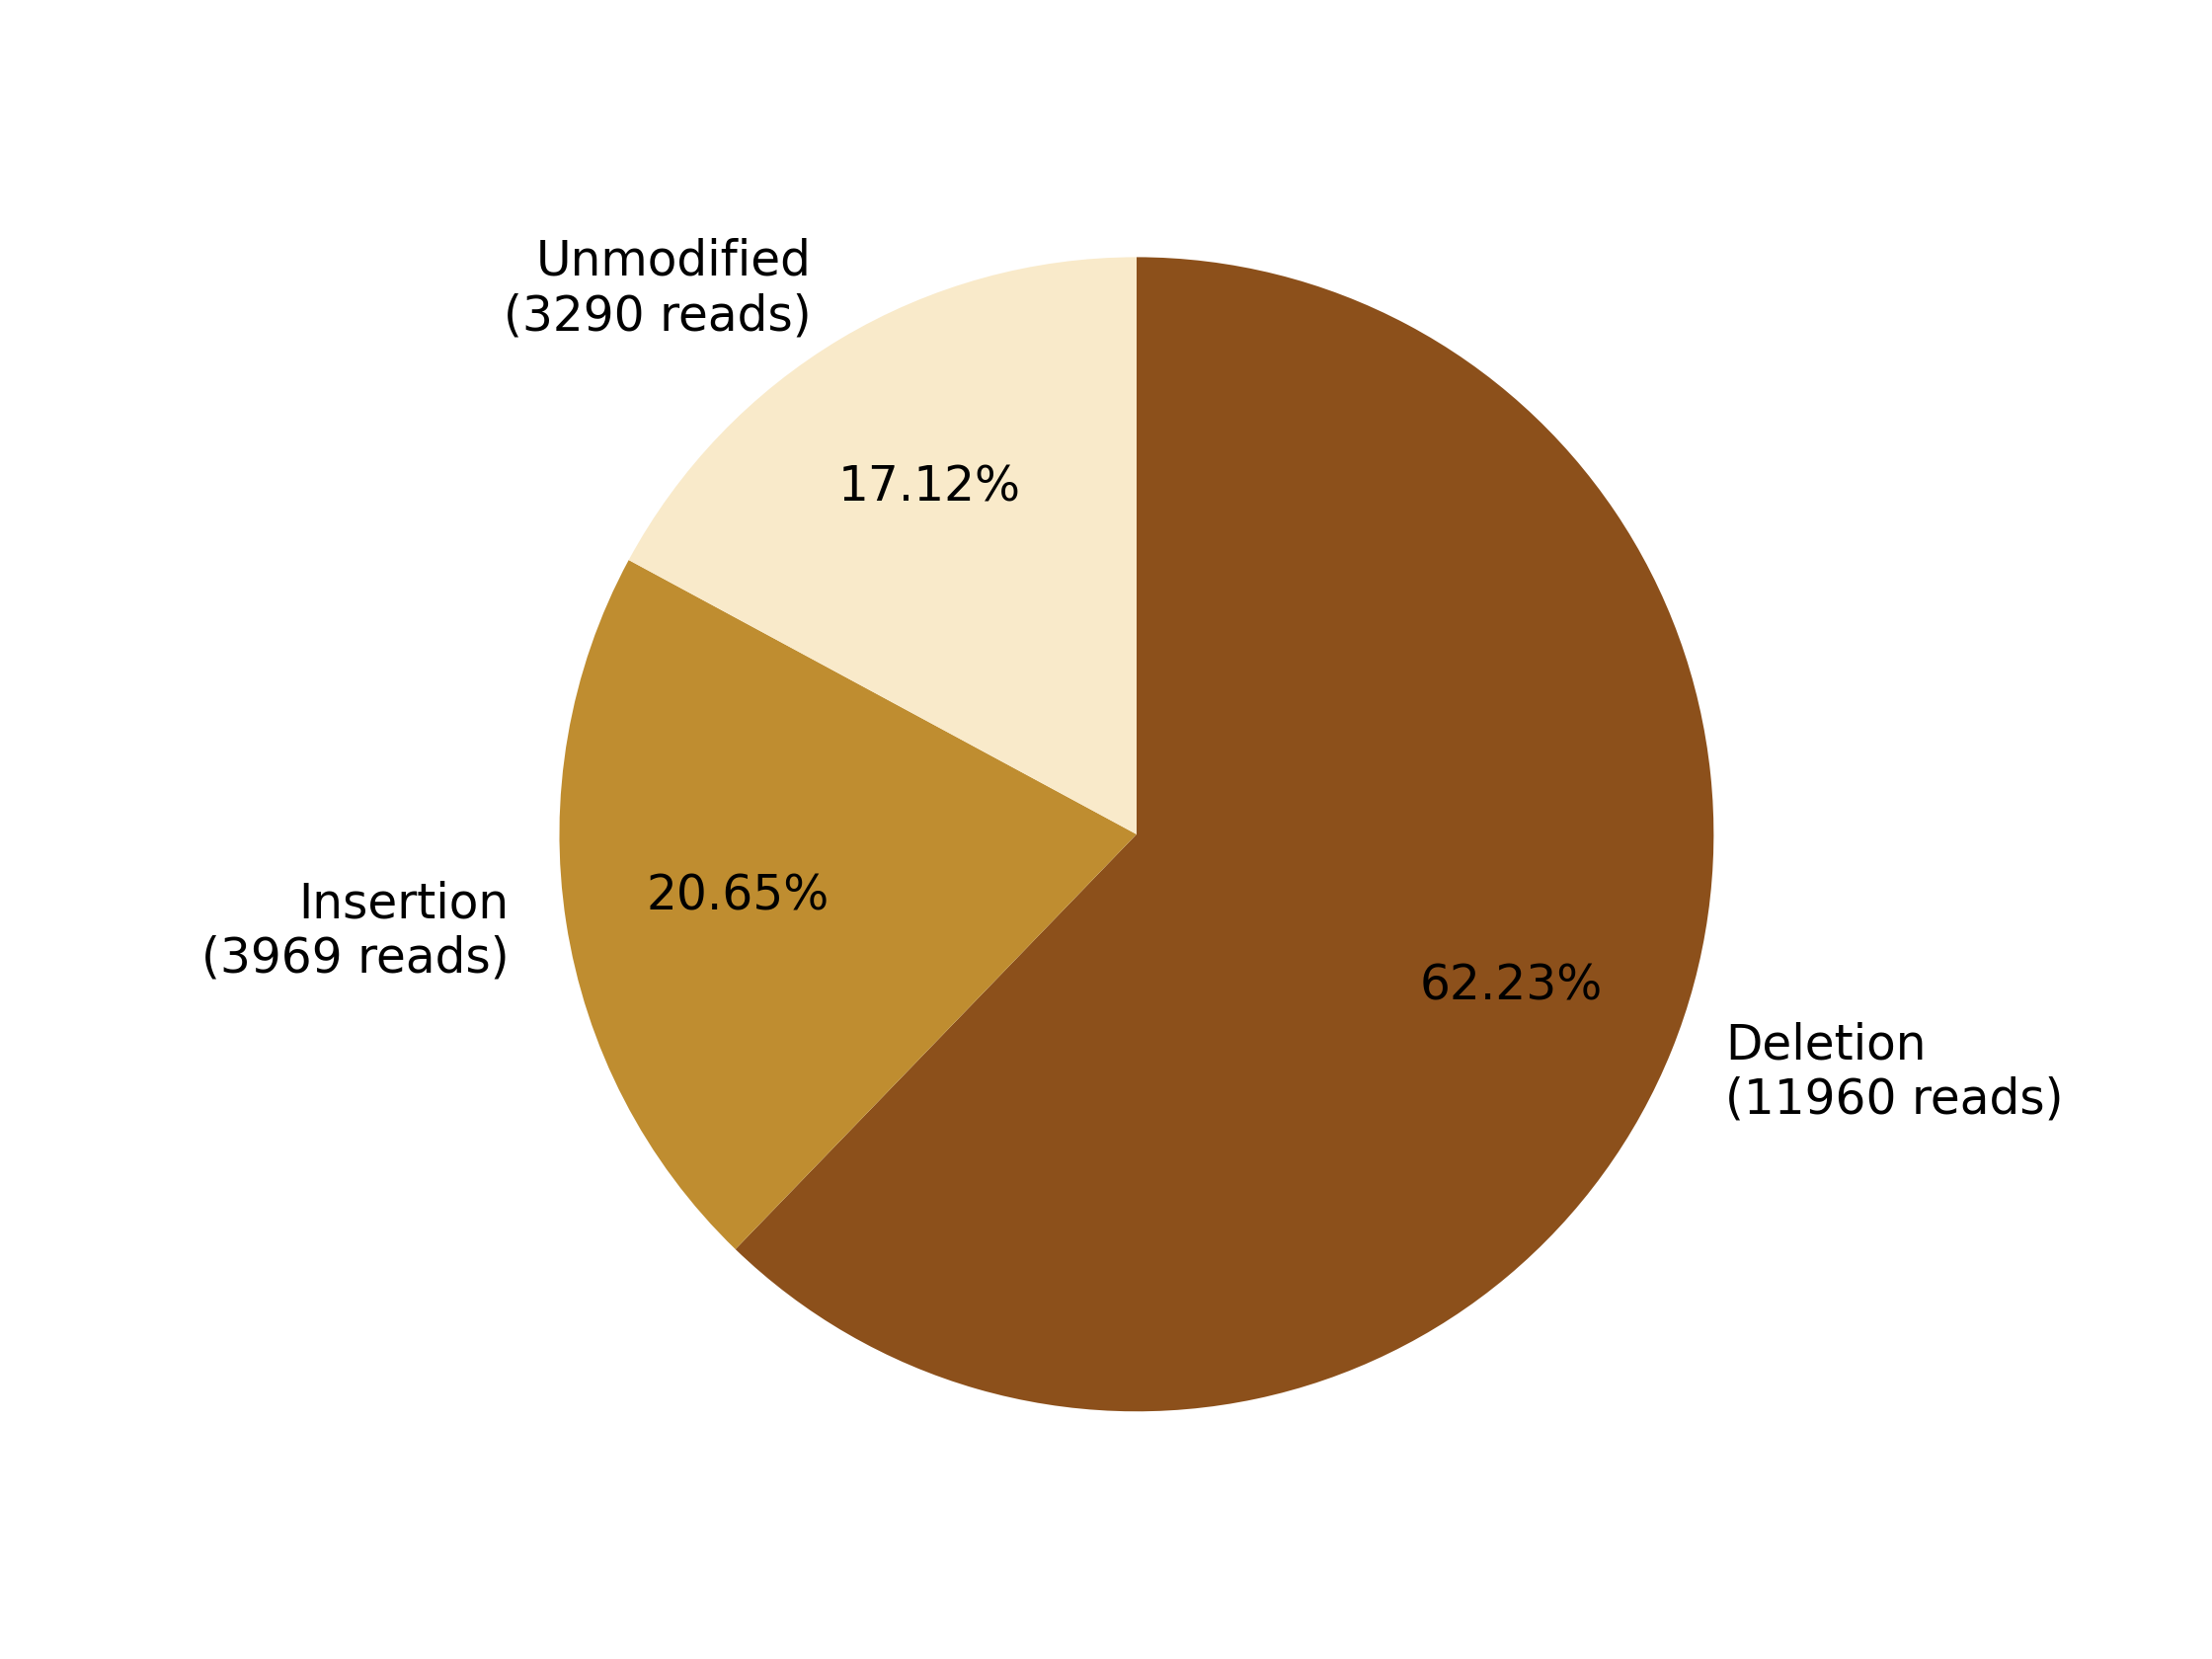 Unmodified
(3290 reads)
17.12%
Insertion
(3969 reads)
20.65%
62.23%
Deletion
(11960 reads)